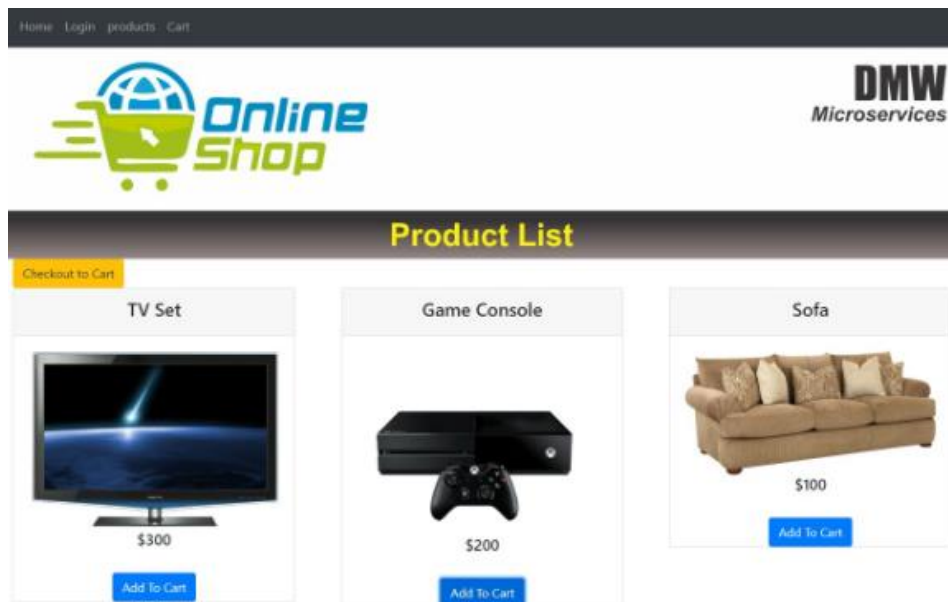 Home Login products Cart
Online
Shop
DMW
Microservices
Product List
Checkout to Cart
TV Set
Game Console
Sofa
$300
$200
$100
Add To Cart
Add To Cart
Add To Cart